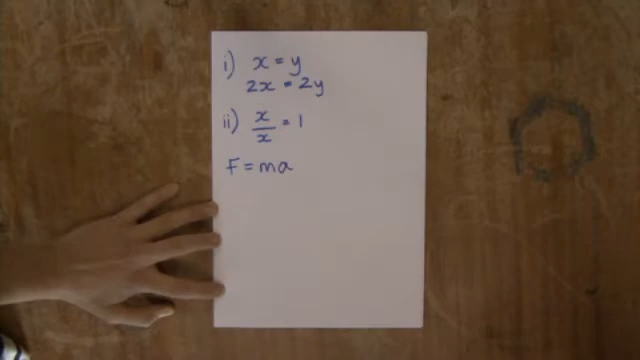 i) x = y
2x = 2y
ii) x/x = 1
F = ma